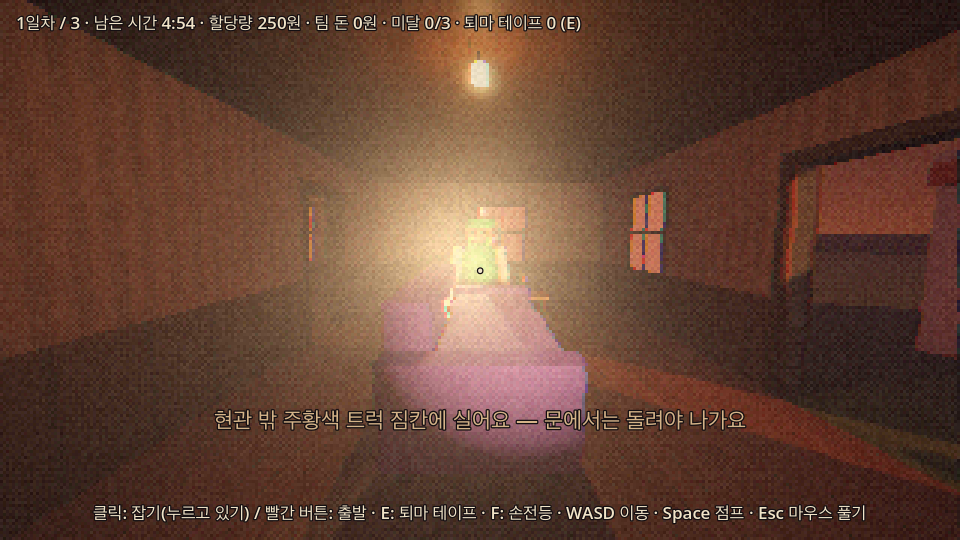 1일차 / 3 · 남은 시간 4:54 · 할당량 250원 · 팀 돈 0원 · 미달 0/3 · 퇴마 테이프 0 (E)
현관 밖 주황색 트럭 짐칸에 실어요 — 문에서는 돌려야 나가요
클릭: 잡기(누르고 있기) / 빨간 버튼: 출발 · E: 퇴마 테이프 · F: 손전등 · WASD 이동 · Space 점프 · Esc 마우스 풀기